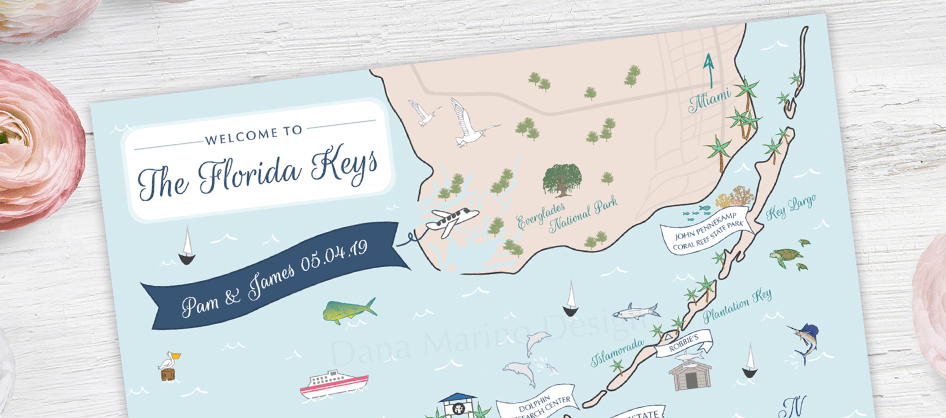 WELCOME TO
The Florida Keys
Pam & James 05.04.19
Miami
Everglades
National Park
JOHN PENNEKAMP
CORAL REEF STATE PARK
Key Largo
Plantation Key
Islamorada
ROBBIE'S
Dana Marino Design
DOLPHIN
RESEARCH CENTER
STATE
N